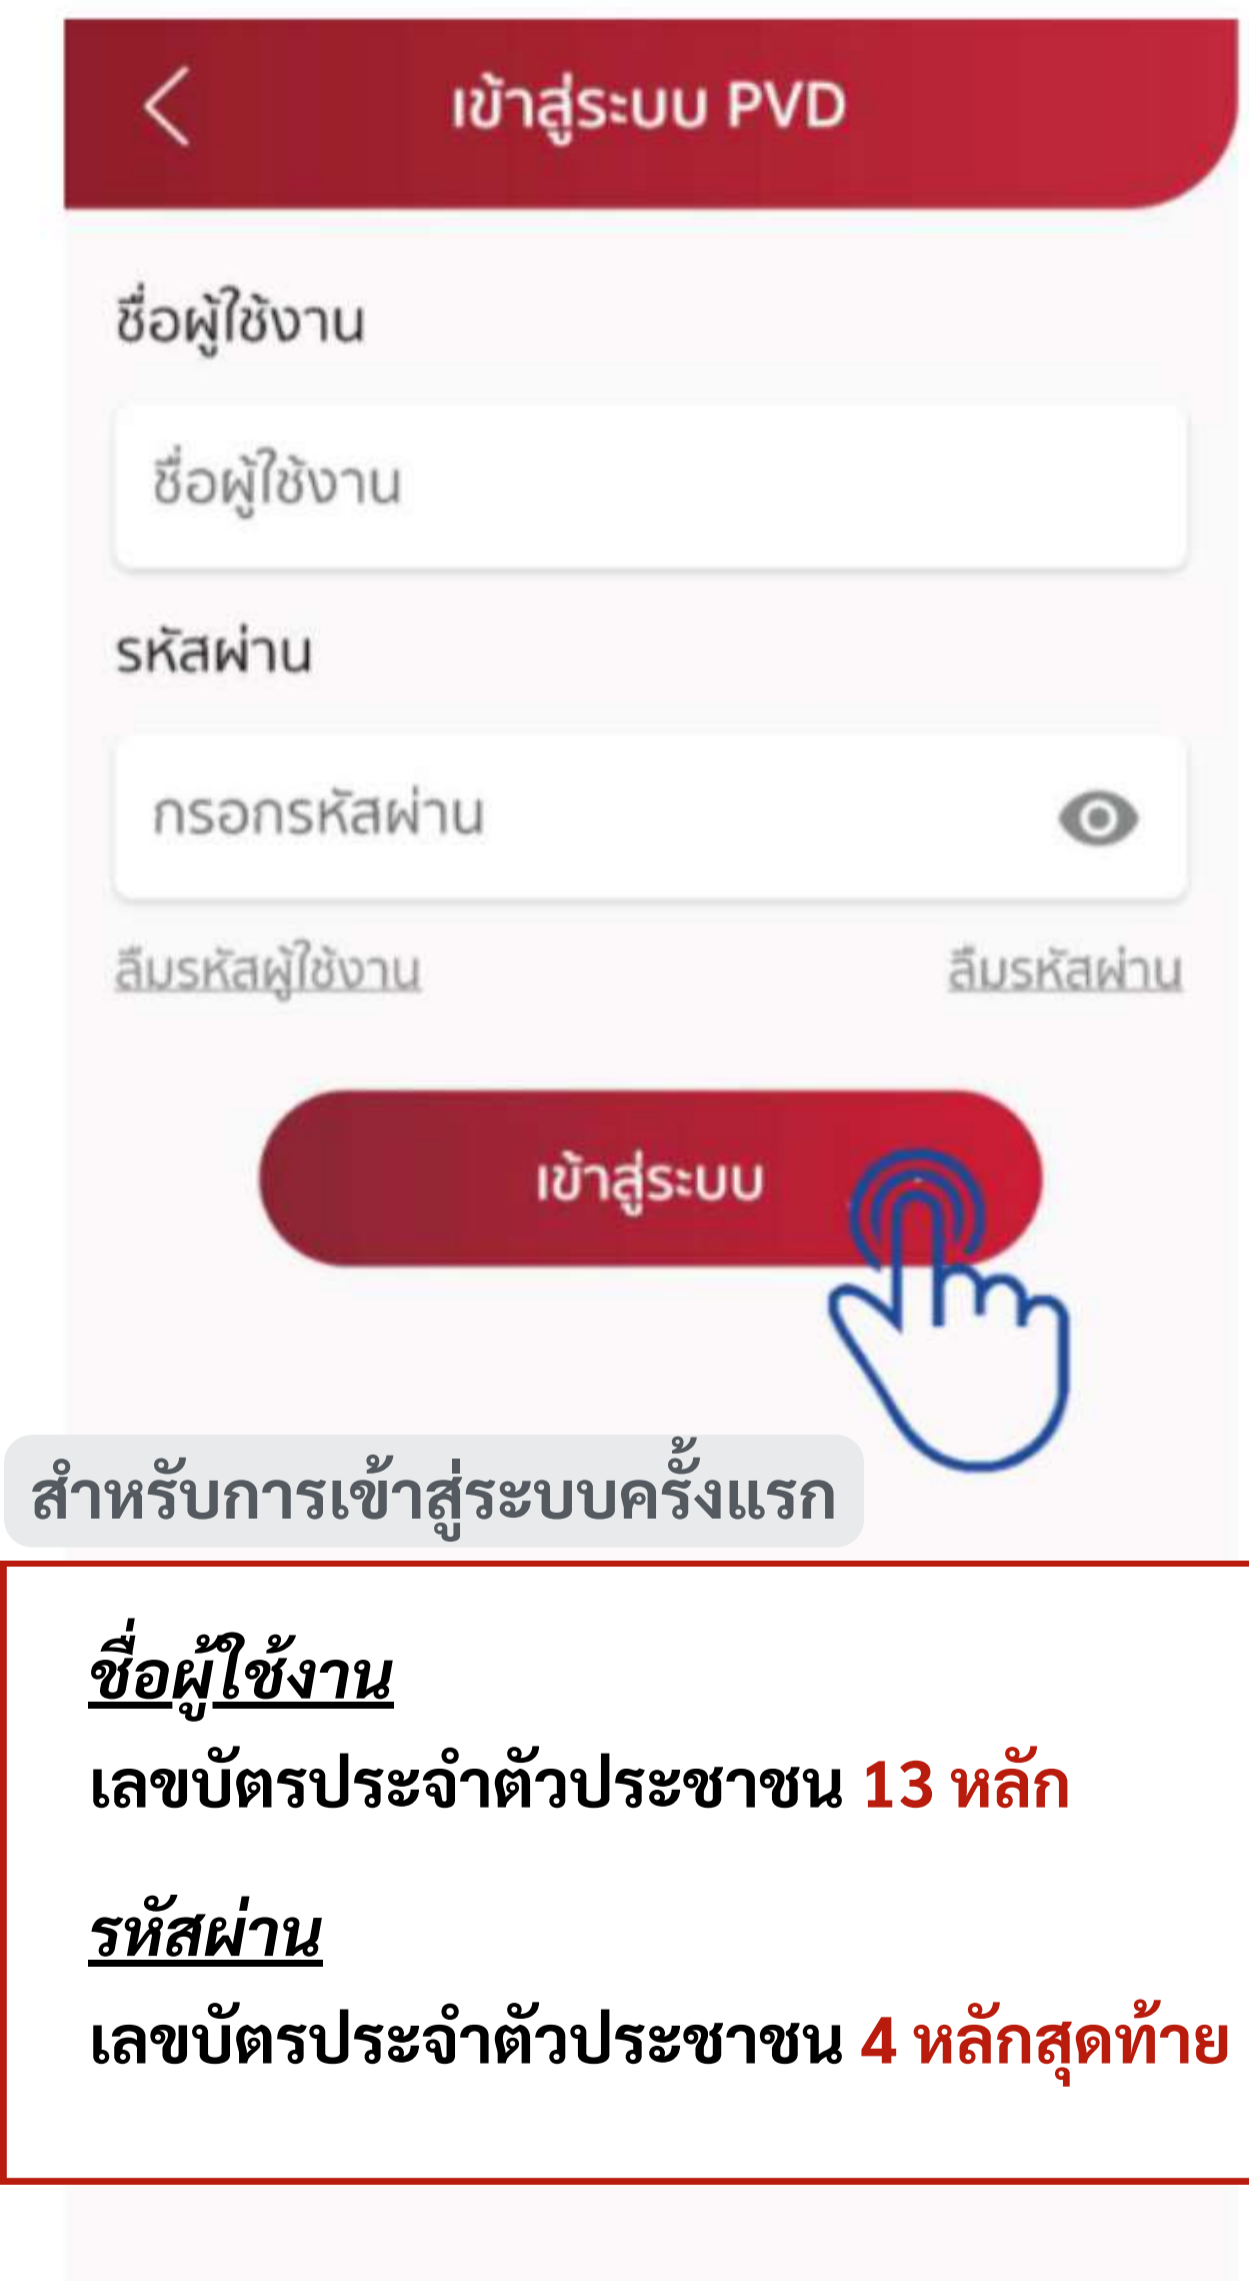 เข้าสู่ระบบ PVD
ชื่อผู้ใช้งาน
ชื่อผู้ใช้งาน
รหัสผ่าน
กรอกรหัสผ่าน
ลืมรหัสผู้ใช้งาน ลืมรหัสผ่าน
เข้าสู่ระบบ
สำหรับการเข้าสู่ระบบครั้งแรก
ชื่อผู้ใช้งาน
เลขบัตรประจำตัวประชาชน 13 หลัก
รหัสผ่าน
เลขบัตรประจำตัวประชาชน 4 หลักสุดท้าย